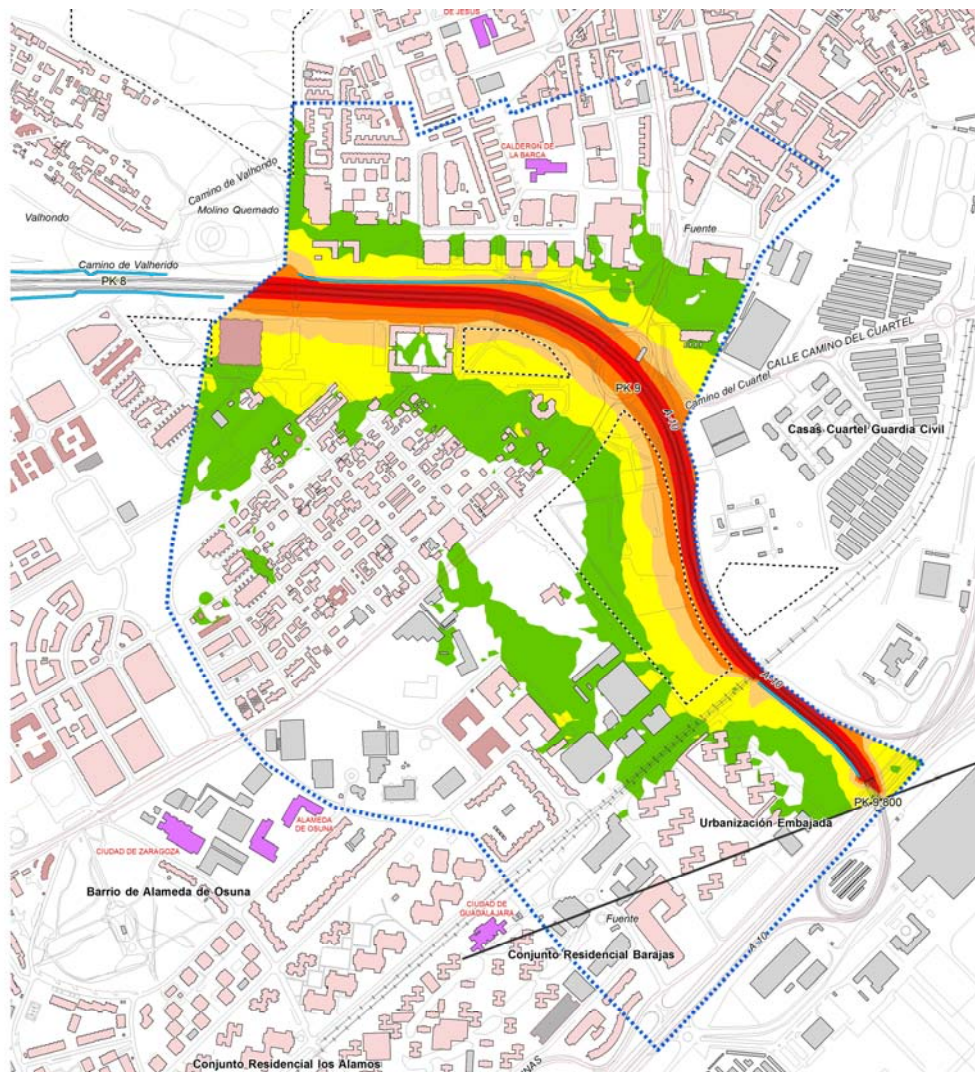 DE JESUS
CALDERON DE
LA BARCA
Camino de Valhondo
Valhondo
Molino Quemado
Fuente
Camino de Valherido
PK 8
CALLE CAMINO DEL CUARTEL
PK 9
Camino del Cuartel
A-10
Casas Cuartel Guardia Civil
A-10
PK 9.800
Urbanización Embajada
ALAMEDA
DE OSUNA
CIUDAD DE ZARAGOZA
Barrio de Alameda de Osuna
CIUDAD DE
GUADALAJARA
Fuente
A-10
Conjunto Residencial Barajas
Conjunto Residencial los Alamos